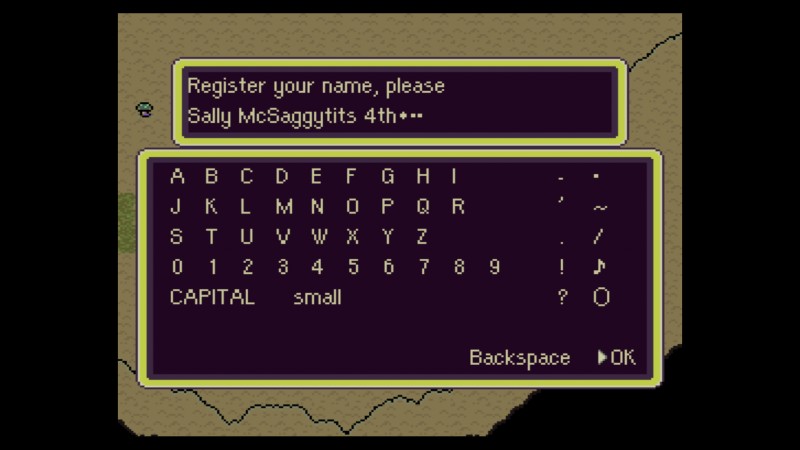 Register your name, please
Sally McSaggytits 4th•••
A B C D E F G H I - •
J K L M N O P Q R ' ~
S T U V W X Y Z . /
0 1 2 3 4 5 6 7 8 9 ! ♪
CAPITAL small ? O
Backspace ▶OK